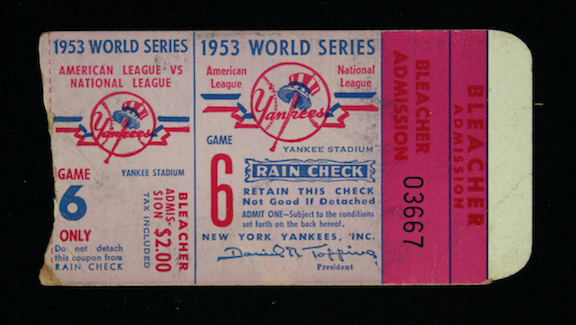 1953 WORLD SERIES
AMERICAN LEAGUE VS
NATIONAL LEAGUE
Yankees
GAME
YANKEE STADIUM
6
ONLY
Do not detach
this coupon from
RAIN CHECK
BLEACHER
ADMIS-
SION $2.00
TAX INCLUDED
1953 WORLD SERIES
American
League
National
League
Yankees
YANKEE STADIUM
GAME
6
RAIN CHECK
RETAIN THIS CHECK
Not Good if Detached
ADMIT ONE—Subject to the conditions
set forth on the back hereof.
NEW YORK YANKEES, INC.
Daniel R Topping
President
BLEACHER
ADMISSION
03667
BLEACHER
ADMISSION